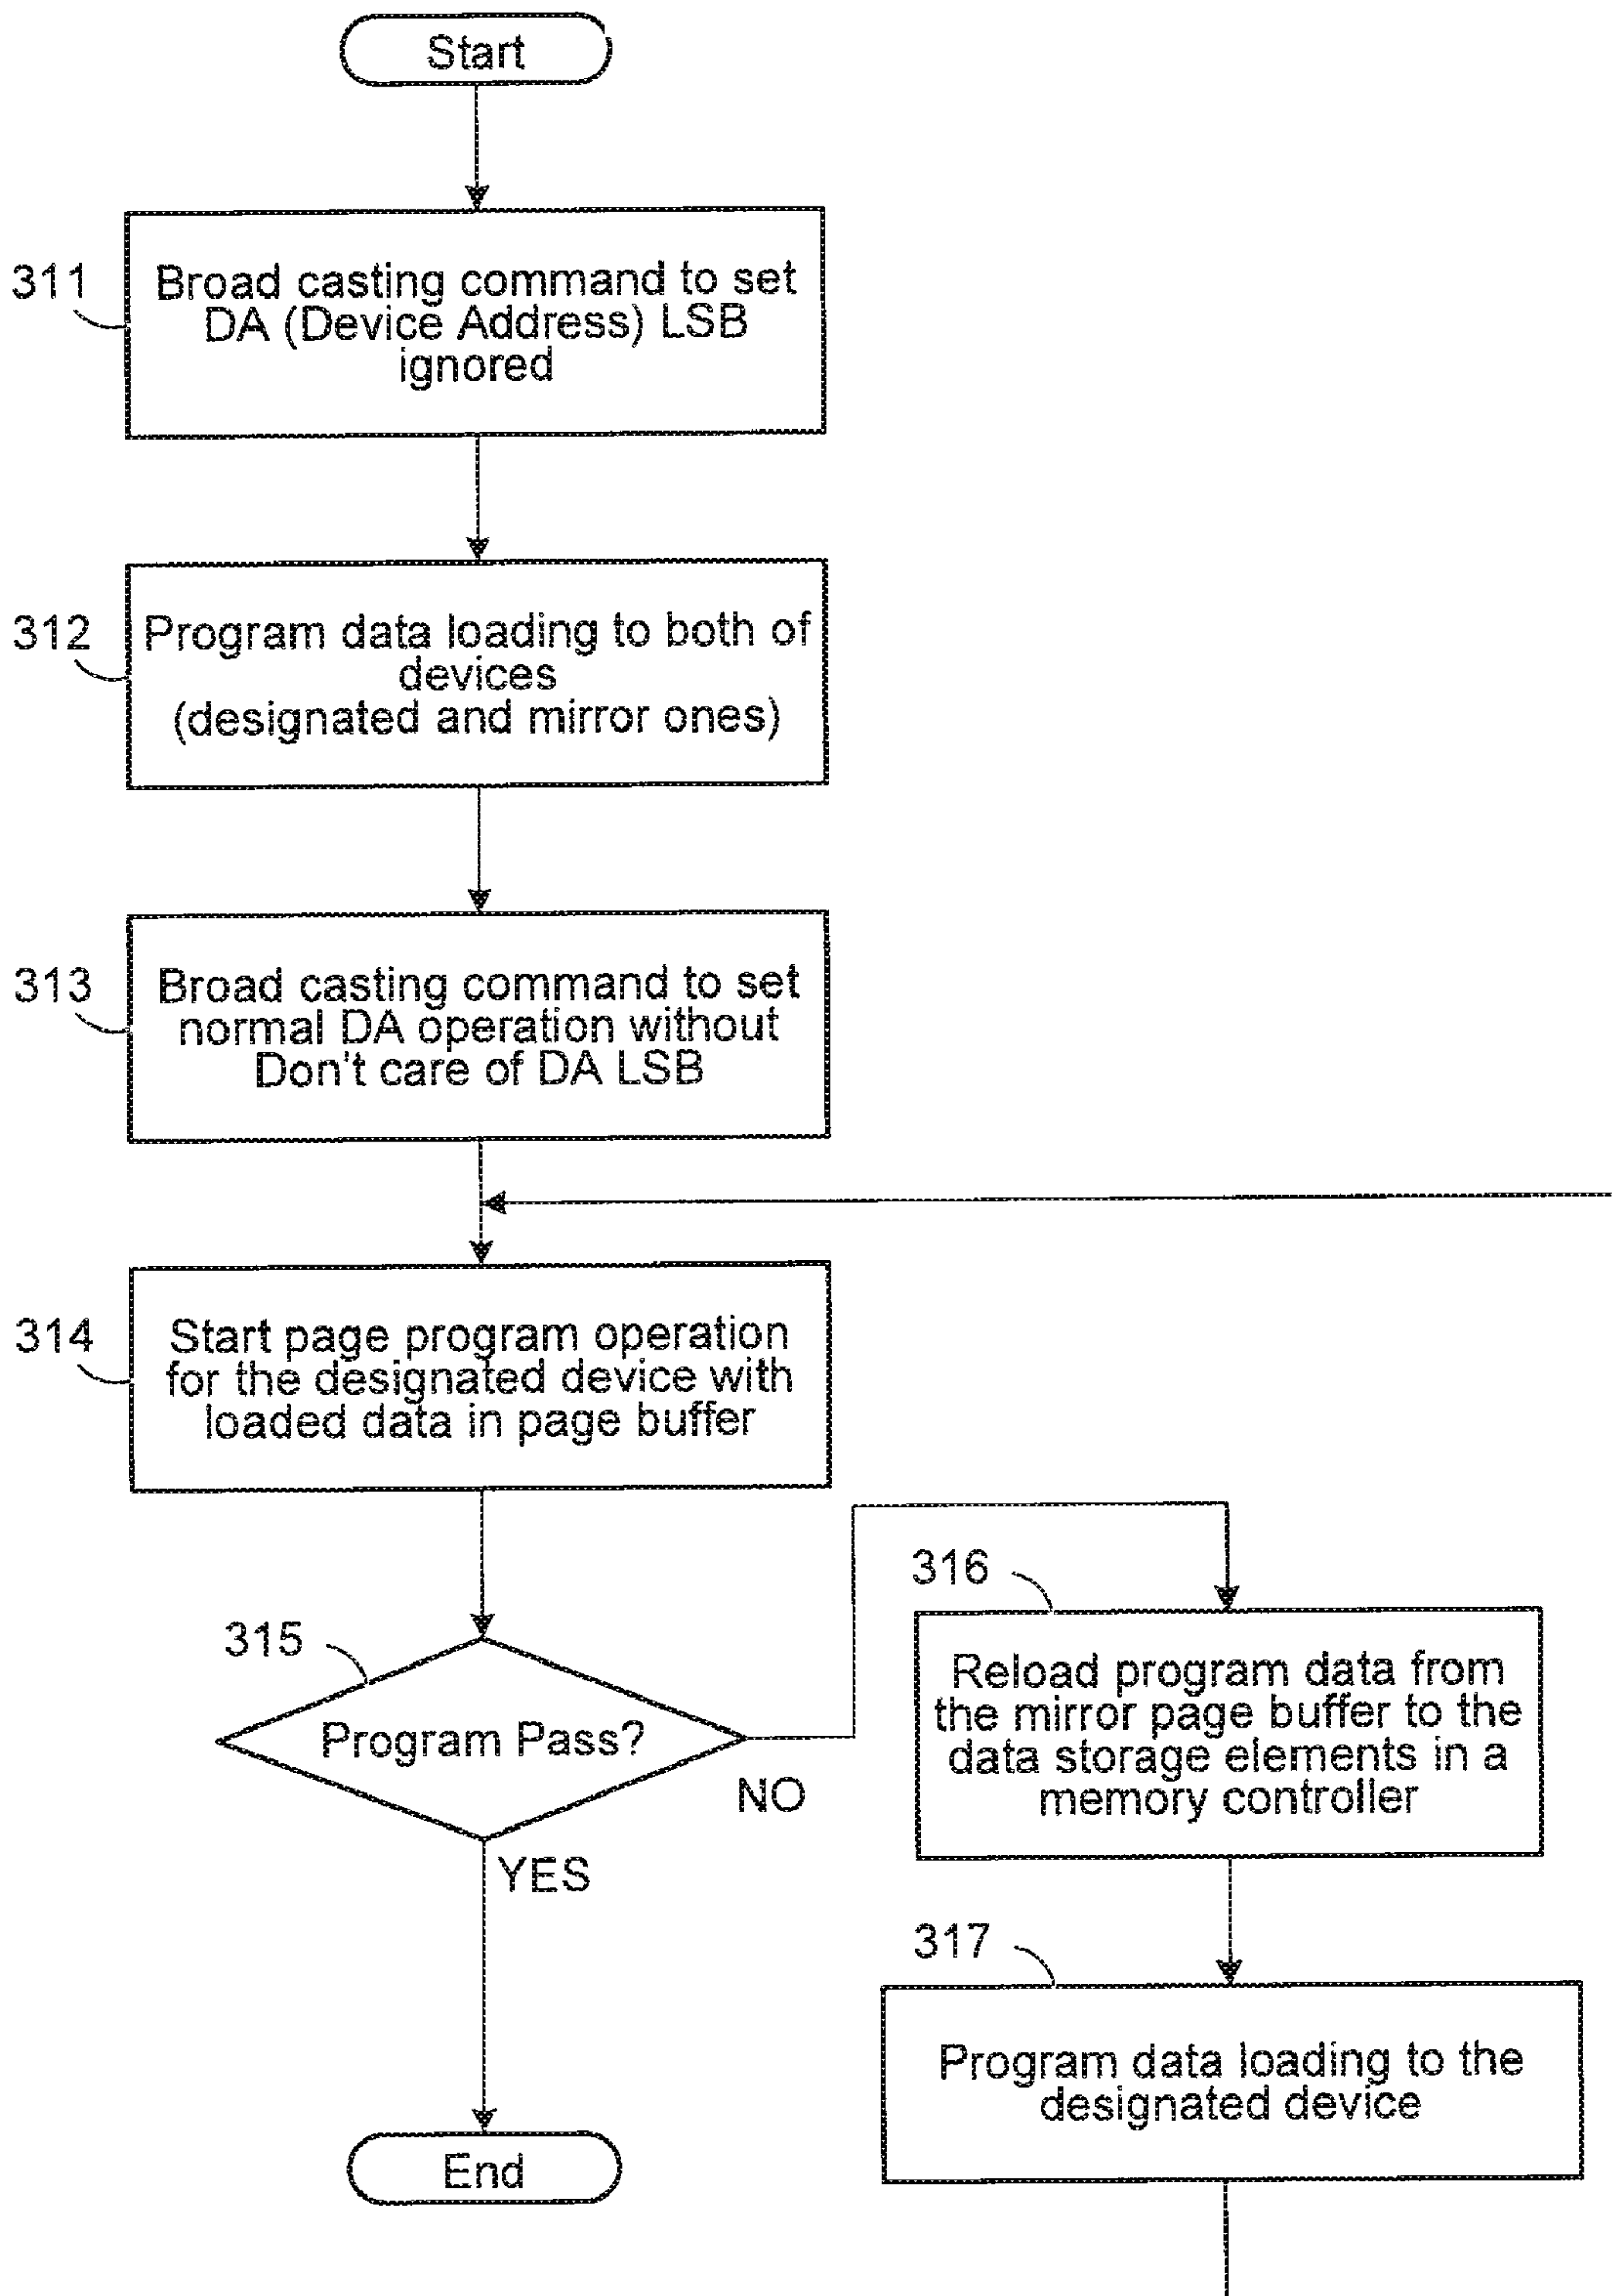 Start
311
Broad casting command to set
DA (Device Address) LSB
ignored
312
Program data loading to both of
devices
(designated and mirror ones)
313
Broad casting command to set
normal DA operation without
Don't care of DA LSB
314
Start page program operation
for the designated device with
loaded data in page buffer
315
Program Pass?
NO
YES
316
Reload program data from
the mirror page buffer to the
data storage elements in a
memory controller
317
Program data loading to the
designated device
End